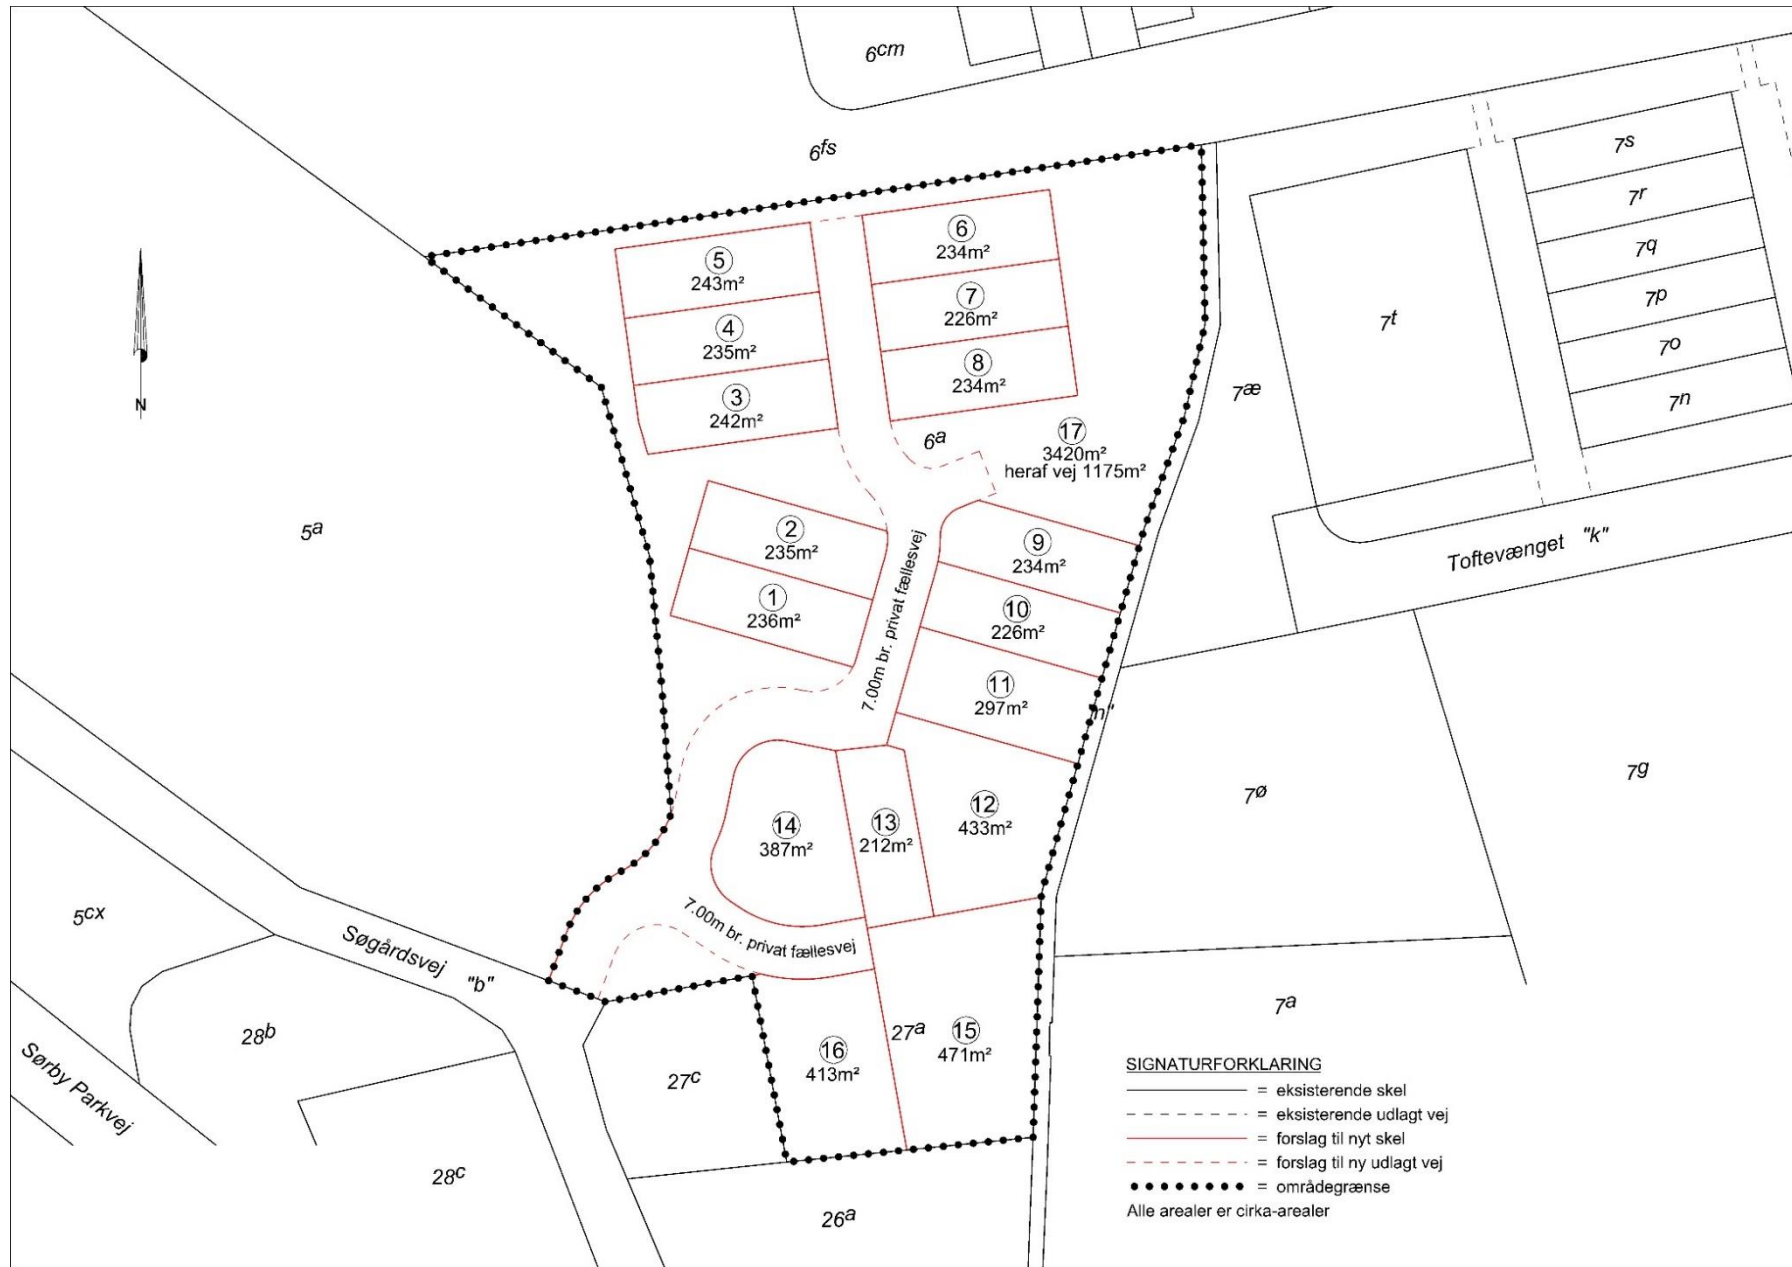 6cm
6fs
7s
7r
7q
7p
7o
7n
7t
7æ
5
243m²
4
235m²
3
242m²
6
234m²
7
226m²
8
234m²
N
6a
17
3420m²
heraf vej 1175m²
5a
2
235m²
1
236m²
9
234m²
10
226m²
11
297m²
7.00m br. privat fællesvej
"n"
Toftevænget "k"
7ø
7g
12
433m²
13
212m²
14
387m²
7.00m br. privat fællesvej
5cx
Søgårdsvej "b"
28b
Sørby Parkvej
28c
27c
16
413m²
27a
15
471m²
7a
26a
SIGNATURFORKLARING
= eksisterende skel
= eksisterende udlagt vej
= forslag til nyt skel
= forslag til ny udlagt vej
= områdegrænse
Alle arealer er cirka-arealer